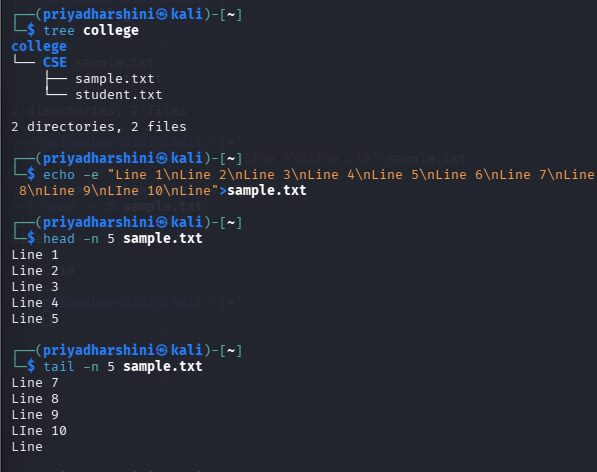 ┌──(priyadharshini㉿kali)-[~]
└─$ tree college
college
└── CSE
    ├── sample.txt
    └── student.txt

2 directories, 2 files

┌──(priyadharshini㉿kali)-[~]
└─$ echo -e "Line 1\nLine 2\nLine 3\nLine 4\nLine 5\nLine 6\nLine 7\nLine
 8\nLine 9\nLIne 10\nLine">sample.txt

┌──(priyadharshini㉿kali)-[~]
└─$ head -n 5 sample.txt
Line 1
Line 2
Line 3
Line 4
Line 5

┌──(priyadharshini㉿kali)-[~]
└─$ tail -n 5 sample.txt
Line 7
Line 8
Line 9
LIne 10
Line